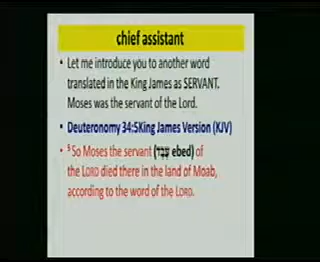 chief assistant
• Let me introduce you to another word
translated in the King James as SERVANT.
Moses was the servant of the Lord.
• Deuteronomy 34:5King James Version (KJV)
• 5 So Moses the servant (עֶבֶד ebed) of
the LORD died there in the land of Moab,
according to the word of the LORD.